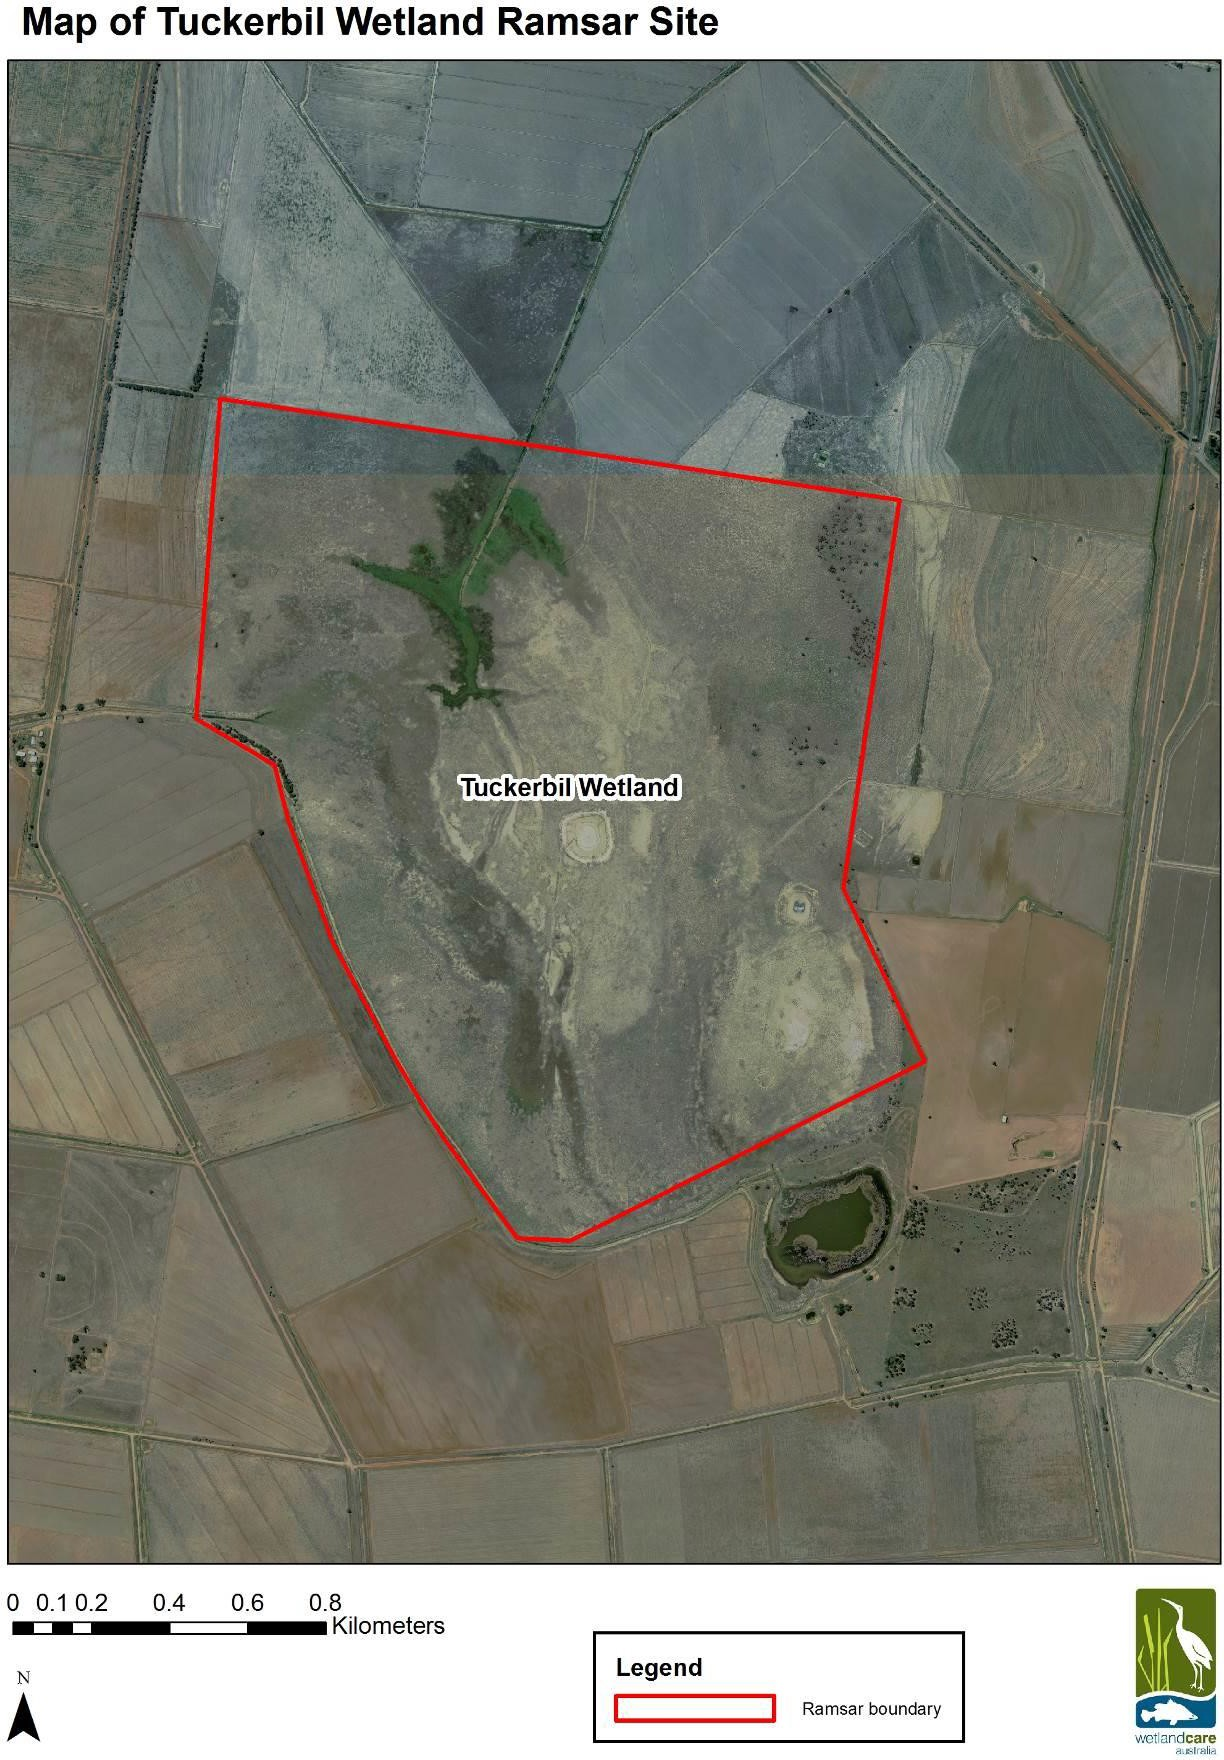 Map of Tuckerbil Wetland Ramsar Site
Tuckerbil Wetland
0 0.1 0.2 0.4 0.6 0.8
Kilometers
N
Legend
Ramsar boundary
wetlandcare
australia